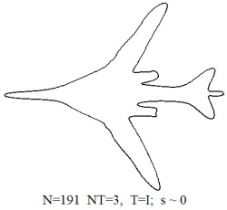 N=191 NT=3, T=I; s ~ 0